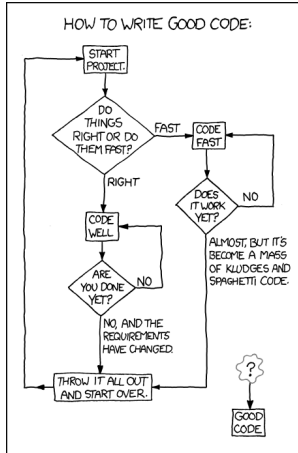 HOW TO WRITE GOOD CODE:
START
PROJECT.
DO
THINGS
RIGHT OR DO
THEM FAST?
FAST
CODE
FAST
RIGHT
DOES
IT WORK
YET?
NO
CODE
WELL
ALMOST, BUT IT'S
BECOME A MASS
OF KLUDGES AND
SPAGHETTI CODE.
ARE
YOU DONE
YET?
NO
NO, AND THE
REQUIREMENTS
HAVE CHANGED.
THROW IT ALL OUT
AND START OVER.
?
GOOD
CODE